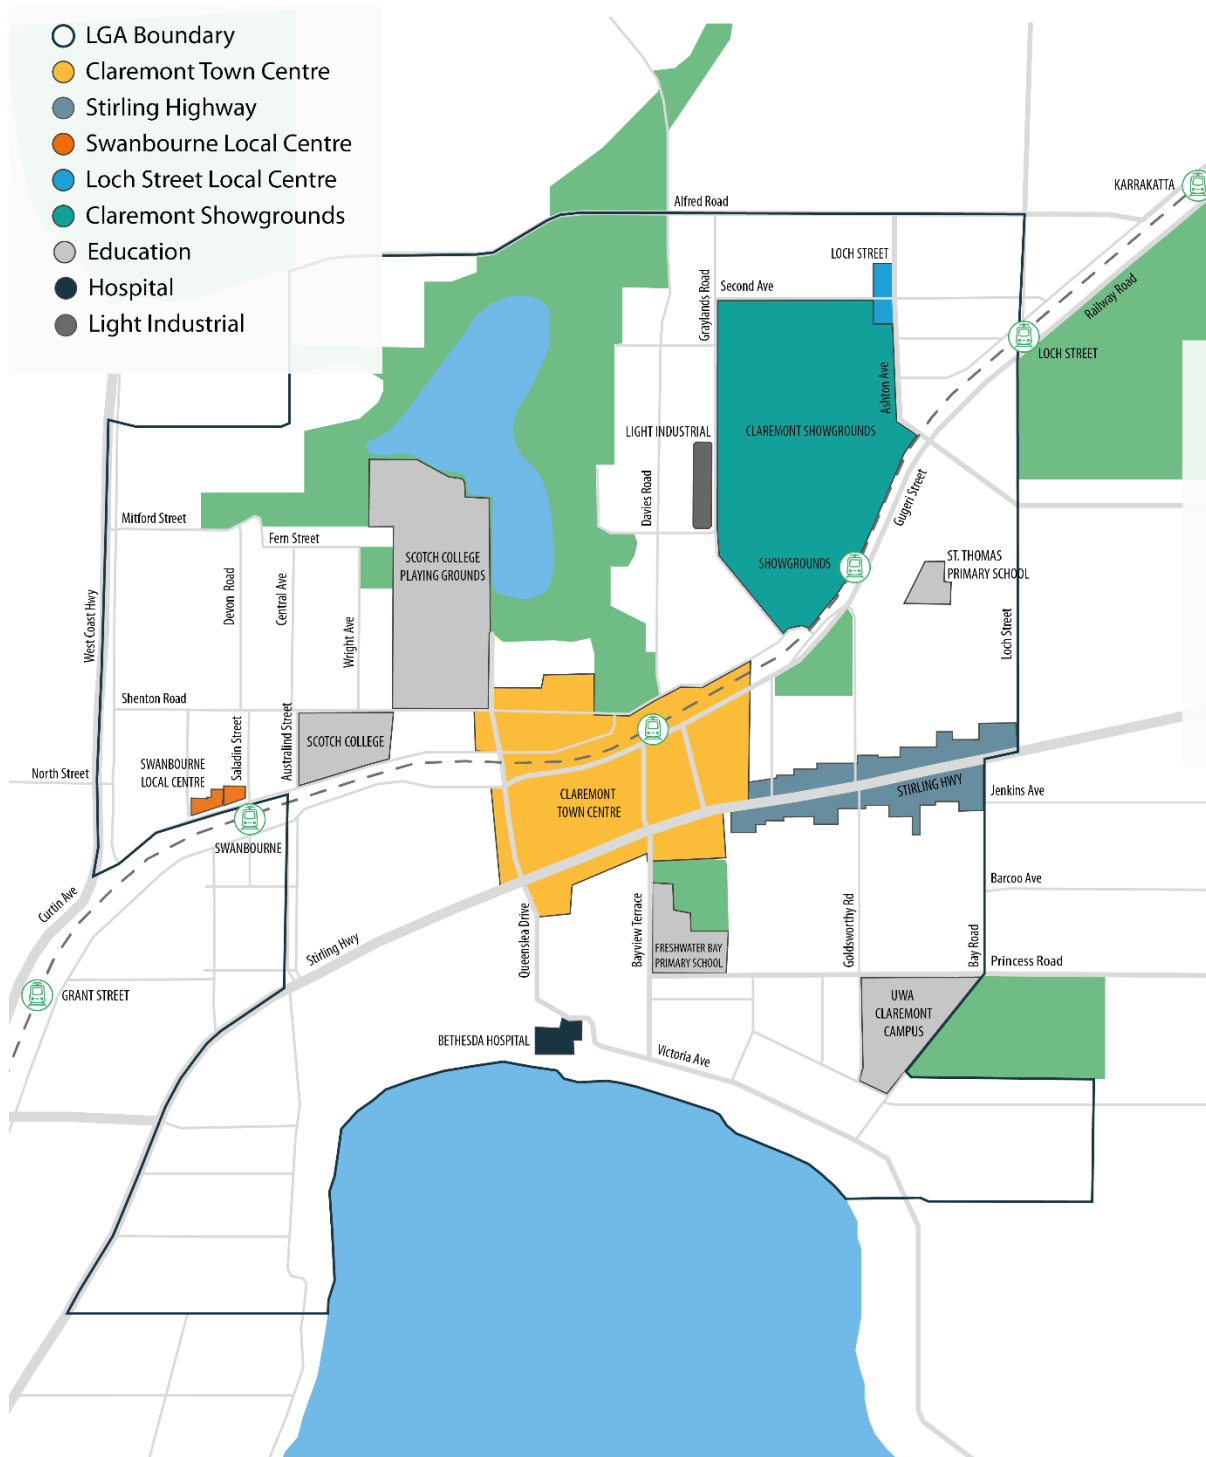 LGA Boundary
Claremont Town Centre
Stirling Highway
Swanbourne Local Centre
Loch Street Local Centre
Claremont Showgrounds
Education
Hospital
Light Industrial
KARRAKATTA
Alfred Road
LOCH STREET
Graylands Road
Second Ave
Railway Road
LOCH STREET
Ashton Ave
LIGHT INDUSTRIAL
CLAREMONT SHOWGROUNDS
Davies Road
Gugeri Street
Mitford Street
Fern Street
SCOTCH COLLEGE
PLAYING GROUNDS
SHOWGROUNDS
ST. THOMAS
PRIMARY SCHOOL
West Coast Hwy
Devon Road
Central Ave
Wright Ave
Loch Street
Shenton Road
Saladin Street
Australind Street
SCOTCH COLLEGE
North Street
SWANBOURNE
LOCAL CENTRE
STIRLING HWY
CLAREMONT
TOWN CENTRE
Jenkins Ave
SWANBOURNE
Barcoo Ave
Curtin Ave
Stirling Hwy
Queenslea Drive
Bayview Terrace
FRESHWATER BAY
PRIMARY SCHOOL
Goldsworthy Rd
Bay Road
Princess Road
GRANT STREET
UWA
CLAREMONT
CAMPUS
BETHESDA HOSPITAL
Victoria Ave